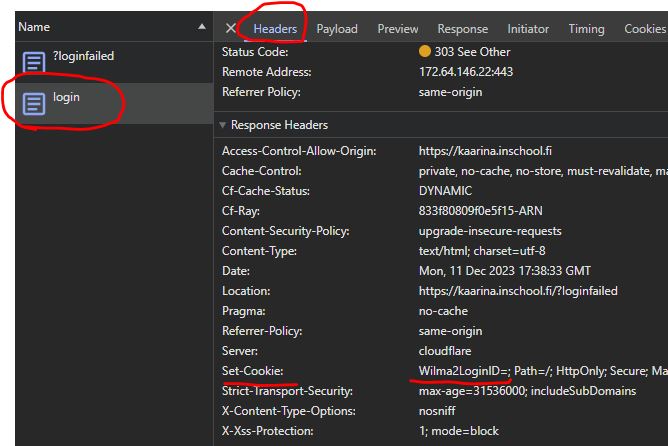 Name
Headers Payload Preview Response Initiator Timing Cookies
?loginfailed
login
Status Code: 303 See Other
Remote Address: 172.64.146.22:443
Referrer Policy: same-origin
Response Headers
Access-Control-Allow-Origin: https://kaarina.inschool.fi
Cache-Control: private, no-cache, no-store, must-revalidate, ma
Cf-Cache-Status: DYNAMIC
Cf-Ray: 833f80809f0e5f15-ARN
Content-Security-Policy: upgrade-insecure-requests
Content-Type: text/html; charset=utf-8
Date: Mon, 11 Dec 2023 17:38:33 GMT
Location: https://kaarina.inschool.fi/?loginfailed
Pragma: no-cache
Referrer-Policy: same-origin
Server: cloudflare
Set-Cookie: Wilma2LoginID=; Path=/; HttpOnly; Secure; Ma
Strict-Transport-Security: max-age=31536000; includeSubDomains
X-Content-Type-Options: nosniff
X-Xss-Protection: 1; mode=block